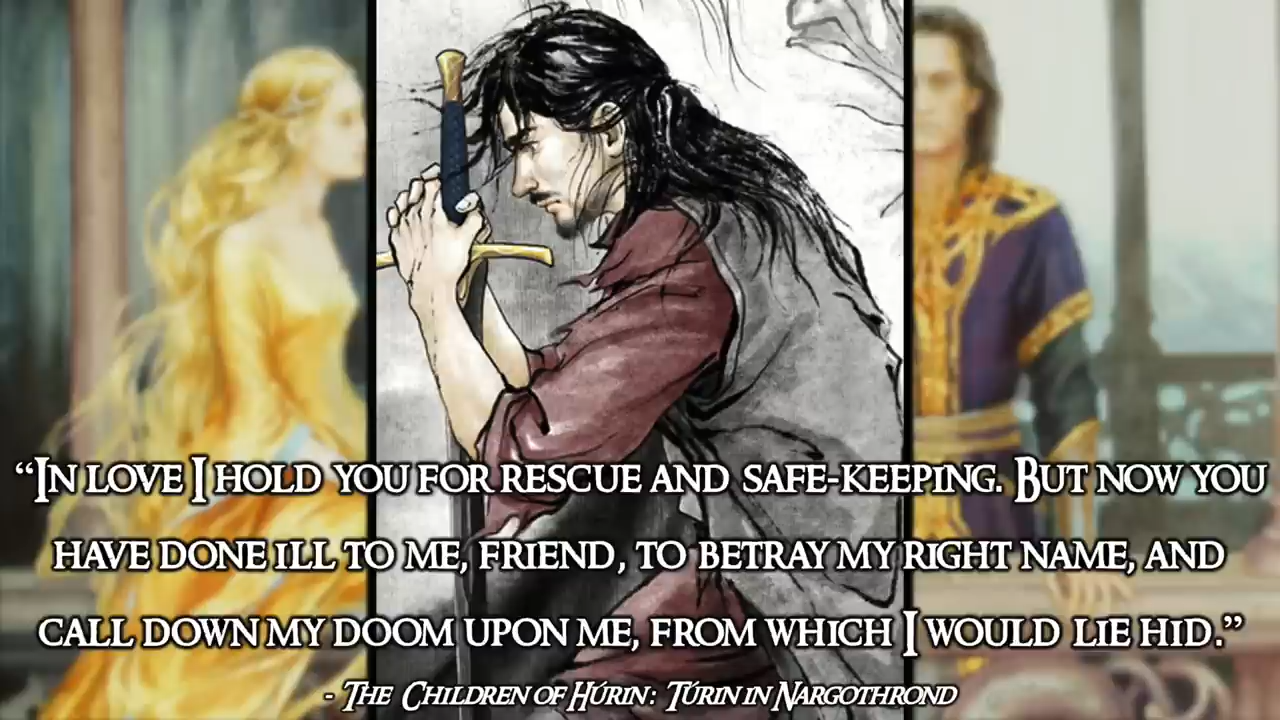 “In love I hold you for rescue and safe-keeping. But now you
have done ill to me, friend, to betray my right name, and
call down my doom upon me, from which I would lie hid.”
- The Children of Húrin: Túrin in Nargothrond